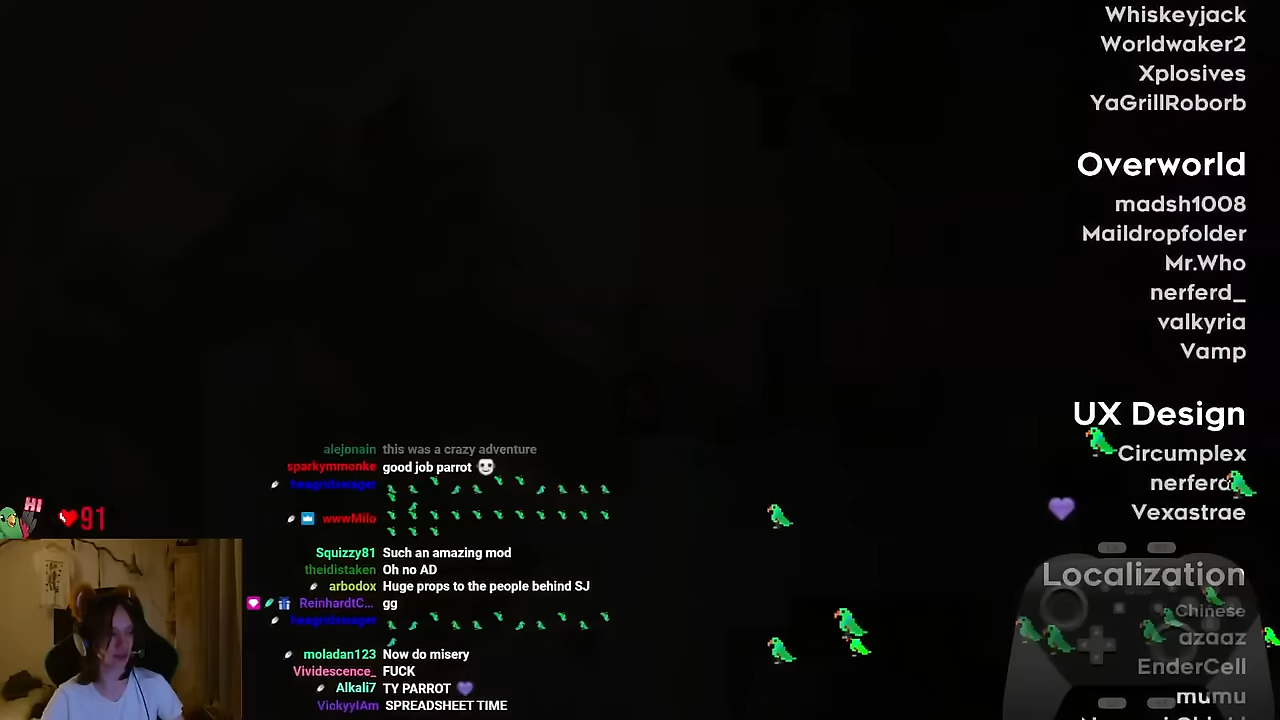 Whiskeyjack
Worldwaker2
Xplosives
YaGrillRoborb
Overworld
madsh1008
Maildropfolder
Mr.Who
nerferd_
valkyria
Vamp
UX Design
Circumplex
nerferd
Vexastrae
Localization
Chinese
azaaz
EnderCell
mumu
alejonain this was a crazy adventure
sparkymmonke good job parrot
wwwMilo
Squizzy81 Such an amazing mod
theidistaken Oh no AD
arbodox Huge props to the people behind SJ
ReinhardtC... gg
moladan123 Now do misery
Vividescence_ FUCK
Alkali7 TY PARROT
VickyyIAm SPREADSHEET TIME
HI
91